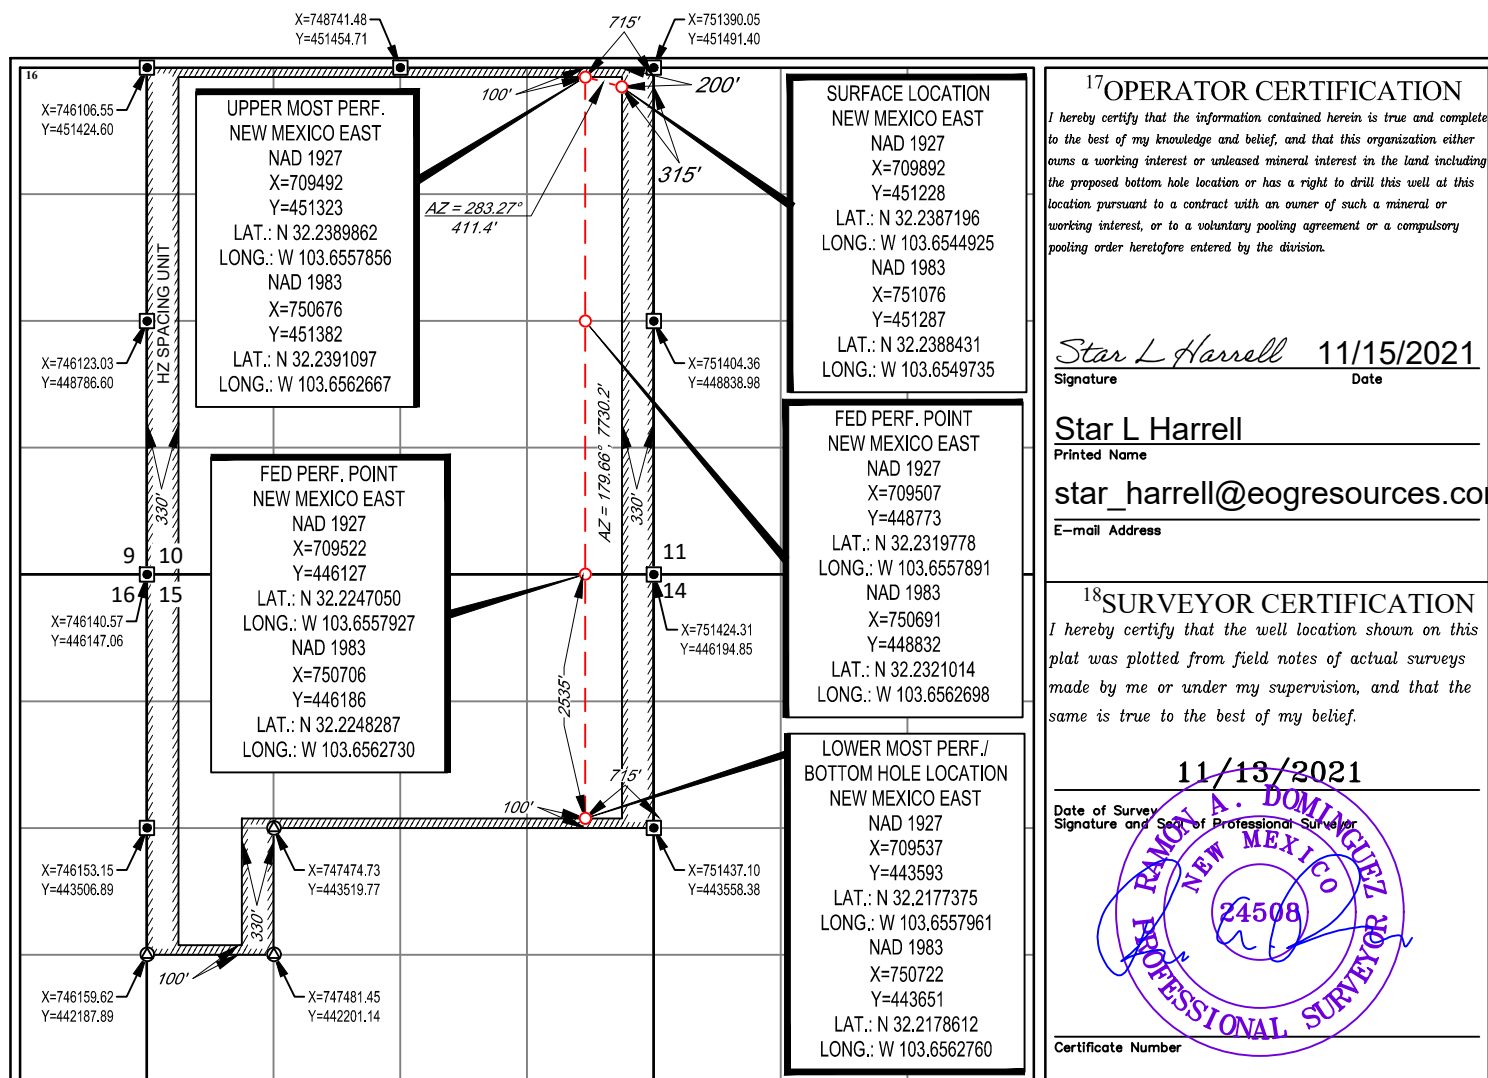 X=748741.48
Y=451454.71
715'
X=751390.05
Y=451491.40
16
X=746106.55
Y=451424.60
100'
200'
315'
AZ = 283.27°
411.4'
HZ SPACING UNIT
UPPER MOST PERF.
NEW MEXICO EAST
NAD 1927
X=709492
Y=451323
LAT.: N 32.2389862
LONG.: W 103.6557856
NAD 1983
X=750676
Y=451382
LAT.: N 32.2391097
LONG.: W 103.6562667
SURFACE LOCATION
NEW MEXICO EAST
NAD 1927
X=709892
Y=451228
LAT.: N 32.2387196
LONG.: W 103.6544925
NAD 1983
X=751076
Y=451287
LAT.: N 32.2388431
LONG.: W 103.6549735
X=746123.03
Y=448786.60
X=751404.36
Y=448838.98
AZ = 179.66°, 7730.2'
330'
330'
FED PERF. POINT
NEW MEXICO EAST
NAD 1927
X=709507
Y=448773
LAT.: N 32.2319778
LONG.: W 103.6557891
NAD 1983
X=750691
Y=448832
LAT.: N 32.2321014
LONG.: W 103.6562698
FED PERF. POINT
NEW MEXICO EAST
NAD 1927
X=709522
Y=446127
LAT.: N 32.2247050
LONG.: W 103.6557927
NAD 1983
X=750706
Y=446186
LAT.: N 32.2248287
LONG.: W 103.6562730
9 10
16 15
11
14
X=746140.57
Y=446147.06
X=751424.31
Y=446194.85
2535'
715'
100'
LOWER MOST PERF./
BOTTOM HOLE LOCATION
NEW MEXICO EAST
NAD 1927
X=709537
Y=443593
LAT.: N 32.2177375
LONG.: W 103.6557961
NAD 1983
X=750722
Y=443651
LAT.: N 32.2178612
LONG.: W 103.6562760
X=746153.15
Y=443506.89
X=747474.73
Y=443519.77
X=751437.10
Y=443558.38
330'
100'
X=746159.62
Y=442187.89
X=747481.45
Y=442201.14
17 OPERATOR CERTIFICATION
I hereby certify that the information contained herein is true and complete
to the best of my knowledge and belief, and that this organization either
owns a working interest or unleased mineral interest in the land including
the proposed bottom hole location or has a right to drill this well at this
location pursuant to a contract with an owner of such a mineral or
working interest, or to a voluntary pooling agreement or a compulsory
pooling order heretofore entered by the division.
Star L Harrell 11/15/2021
Signature Date
Star L Harrell
Printed Name
star_harrell@eogresources.com
E-mail Address
18 SURVEYOR CERTIFICATION
I hereby certify that the well location shown on this
plat was plotted from field notes of actual surveys
made by me or under my supervision, and that the
same is true to the best of my belief.
11/13/2021
Date of Survey
Signature and Seal of Professional Surveyor
RAMON A. DOMINGUEZ
NEW MEXICO
24508
PROFESSIONAL SURVEYOR
Certificate Number